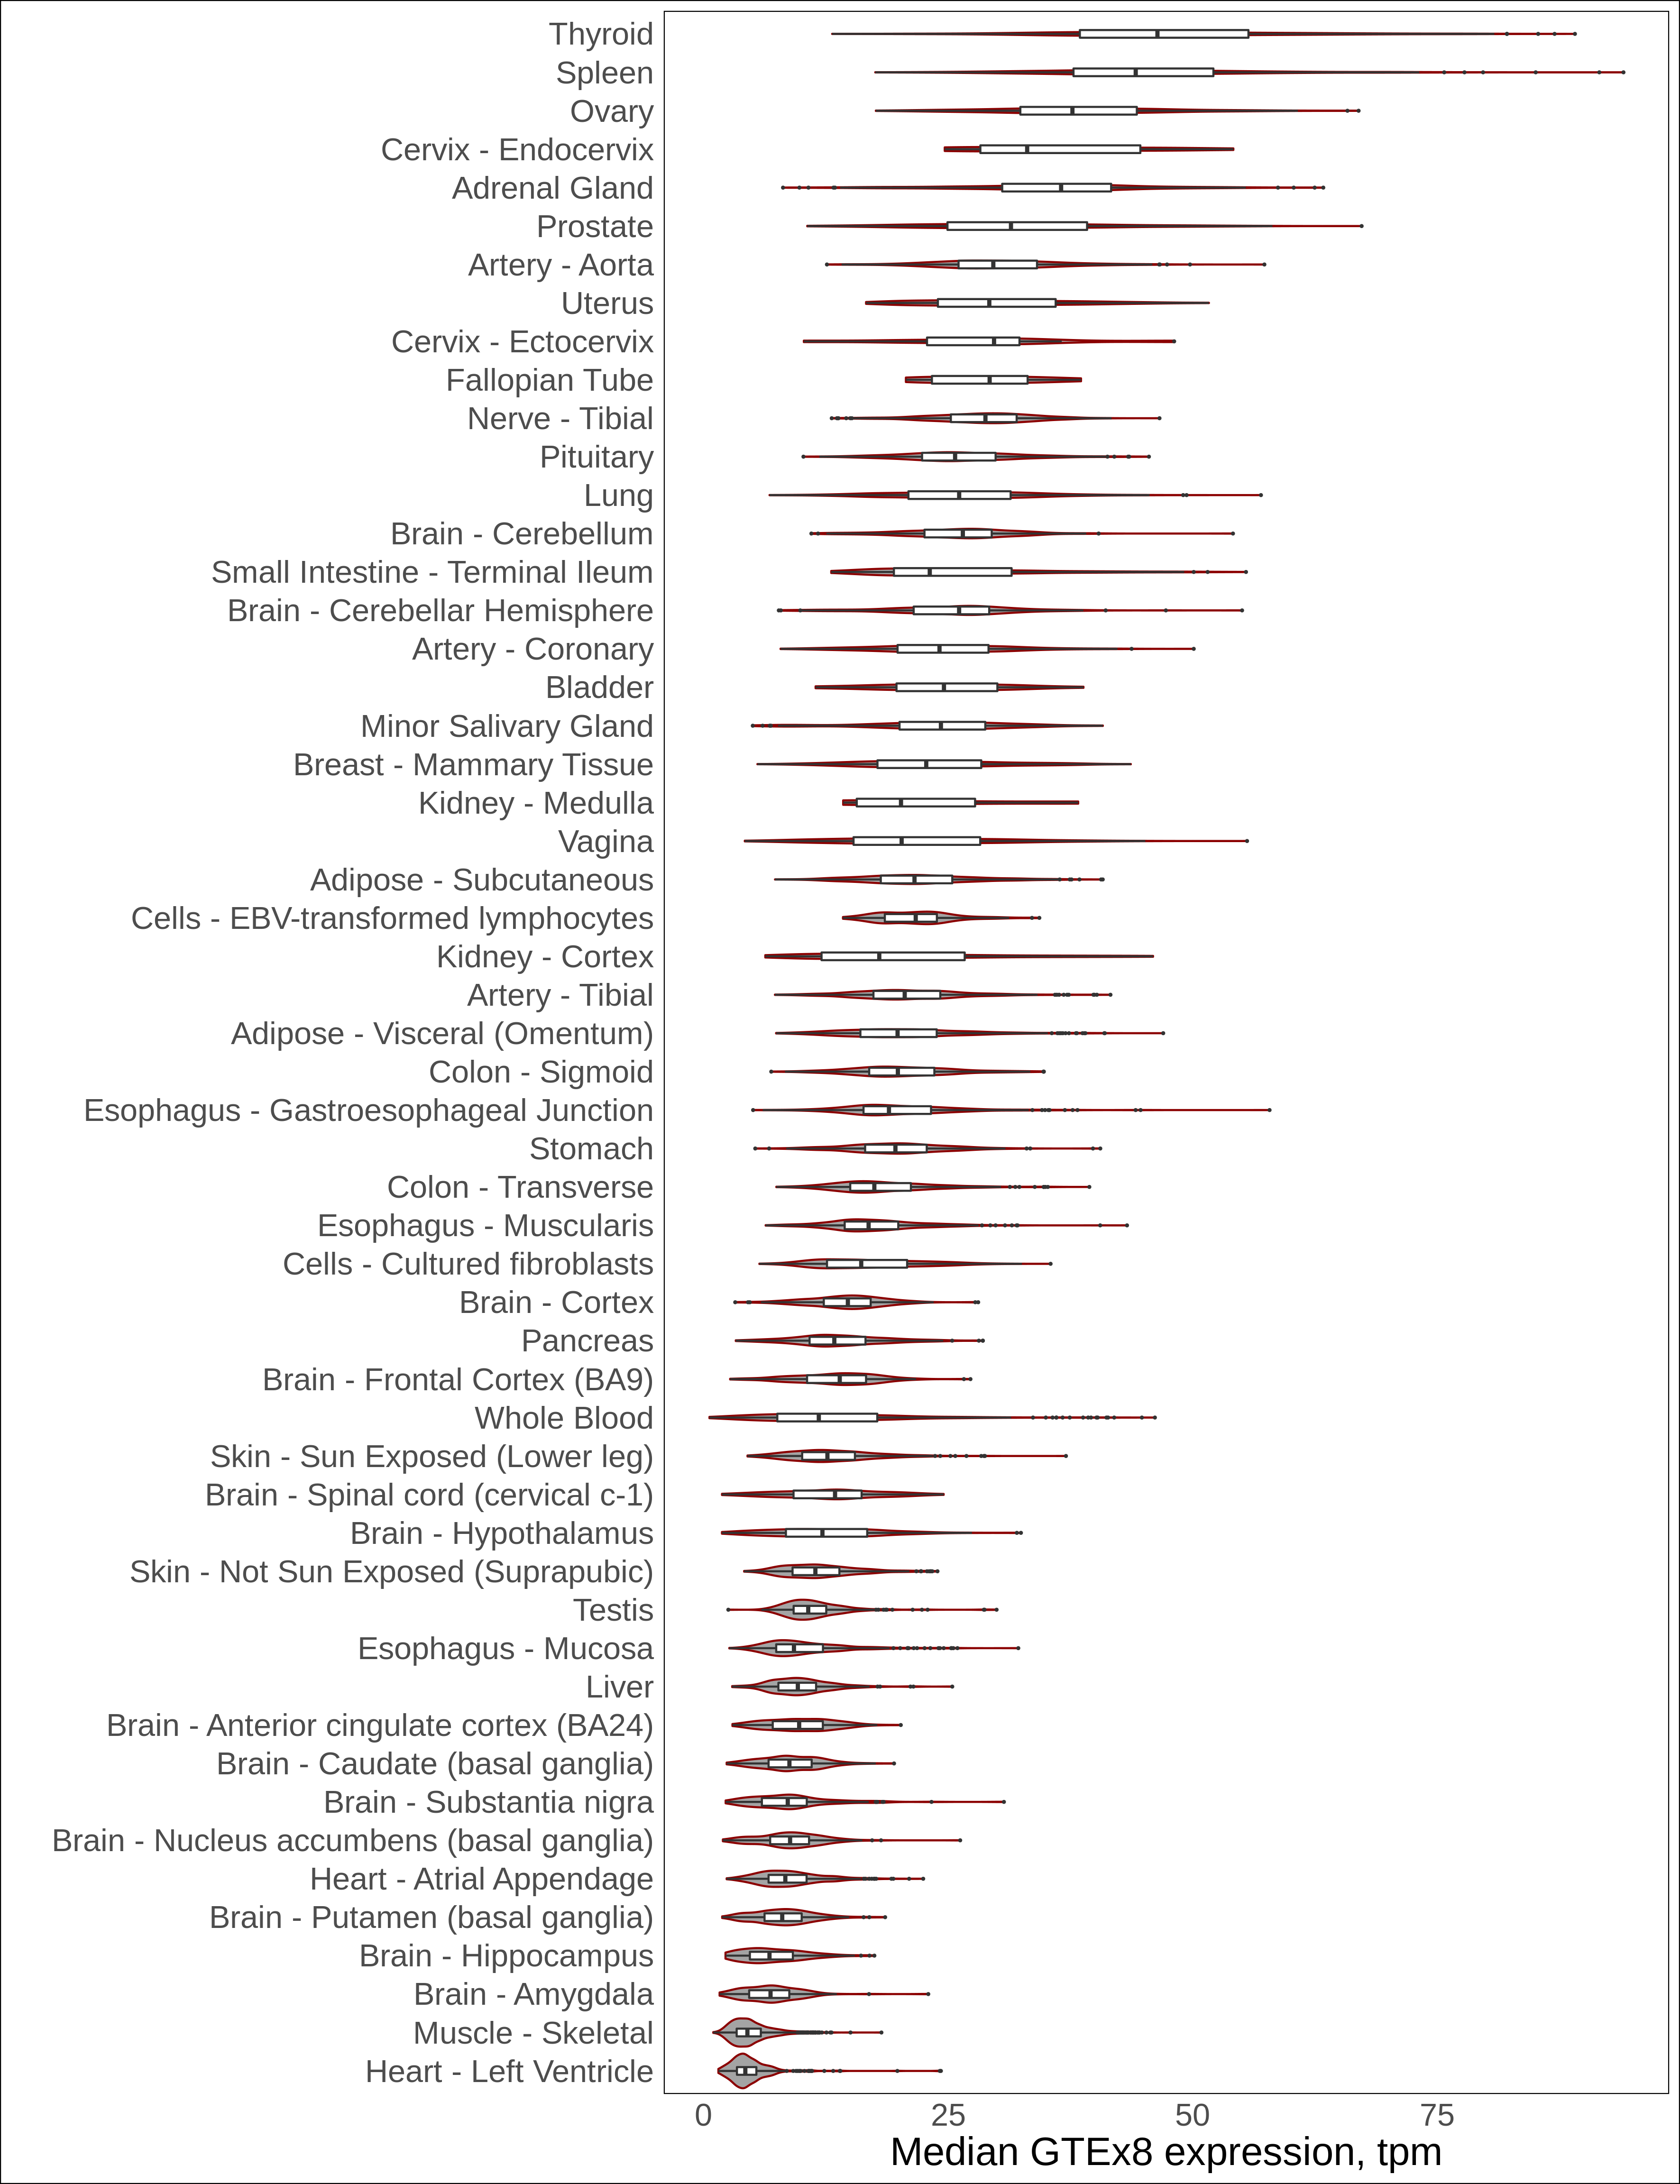 Thyroid
Spleen
Ovary
Cervix - Endocervix
Adrenal Gland
Prostate
Artery - Aorta
Uterus
Cervix - Ectocervix
Fallopian Tube
Nerve - Tibial
Pituitary
Lung
Brain - Cerebellum
Small Intestine - Terminal Ileum
Brain - Cerebellar Hemisphere
Artery - Coronary
Bladder
Minor Salivary Gland
Breast - Mammary Tissue
Kidney - Medulla
Vagina
Adipose - Subcutaneous
Cells - EBV-transformed lymphocytes
Kidney - Cortex
Artery - Tibial
Adipose - Visceral (Omentum)
Colon - Sigmoid
Esophagus - Gastroesophageal Junction
Stomach
Colon - Transverse
Esophagus - Muscularis
Cells - Cultured fibroblasts
Brain - Cortex
Pancreas
Brain - Frontal Cortex (BA9)
Whole Blood
Skin - Sun Exposed (Lower leg)
Brain - Spinal cord (cervical c-1)
Brain - Hypothalamus
Skin - Not Sun Exposed (Suprapubic)
Testis
Esophagus - Mucosa
Liver
Brain - Anterior cingulate cortex (BA24)
Brain - Caudate (basal ganglia)
Brain - Substantia nigra
Brain - Nucleus accumbens (basal ganglia)
Heart - Atrial Appendage
Brain - Putamen (basal ganglia)
Brain - Hippocampus
Brain - Amygdala
Muscle - Skeletal
Heart - Left Ventricle
0 25 50 75
Median GTEx8 expression, tpm